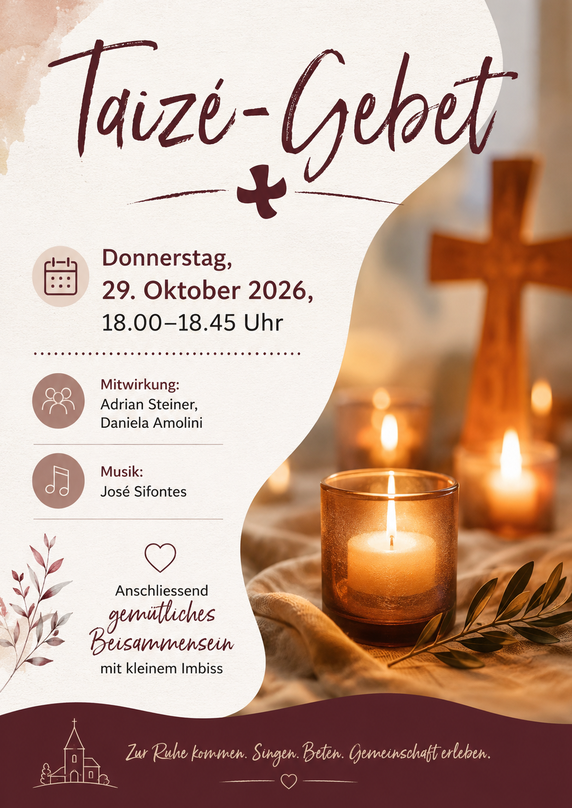 Taizé-Gebet
Donnerstag,
29. Oktober 2026,
18.00–18.45 Uhr
Mitwirkung:
Adrian Steiner,
Daniela Amolini
Musik:
José Sifontes
Anschliessend
gemütliches
Beisammensein
mit kleinem Imbiss
Zur Ruhe kommen. Singen. Beten. Gemeinschaft erleben.